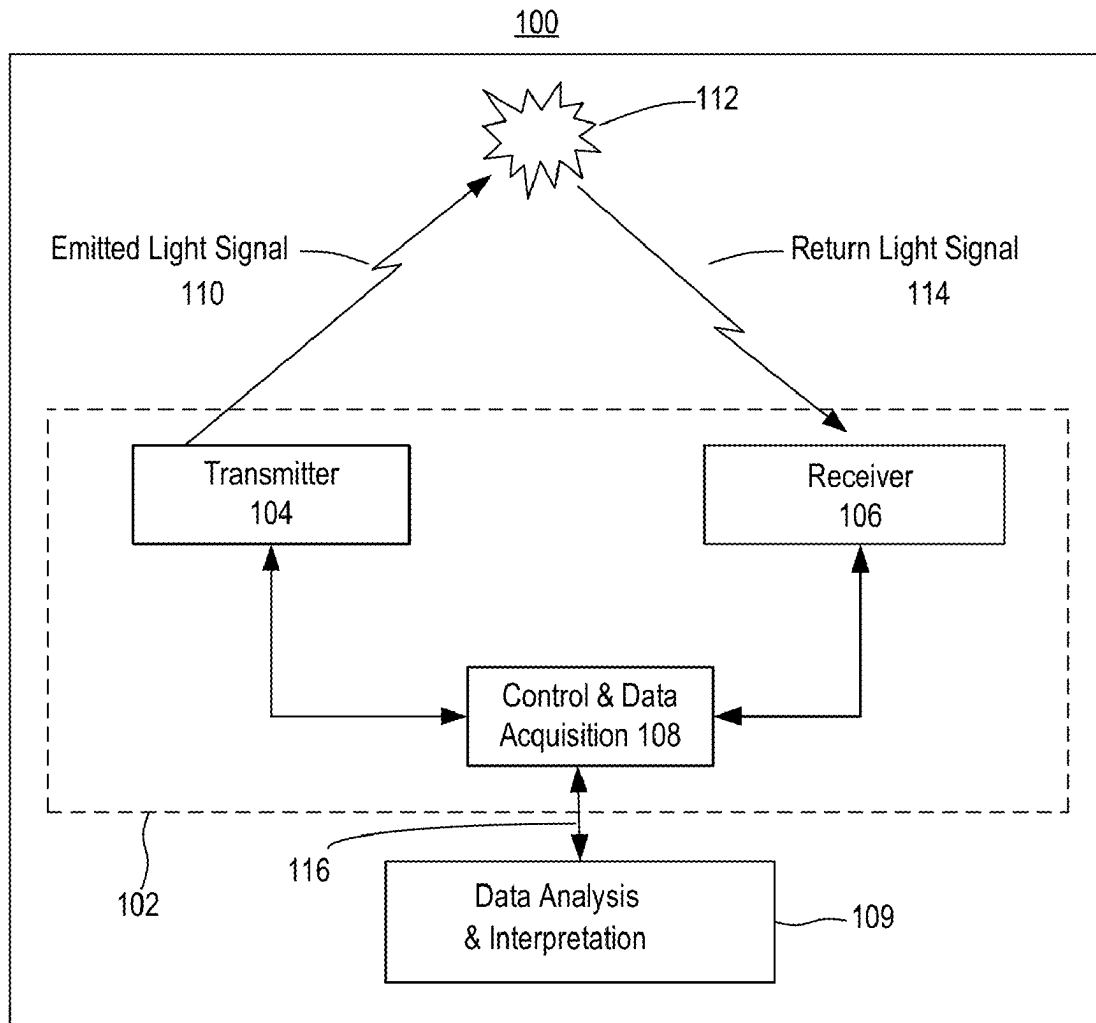 100
112
Emitted Light Signal
110
Return Light Signal
114
Transmitter
104
Receiver
106
Control & Data
Acquisition 108
116
102
Data Analysis
& Interpretation
109